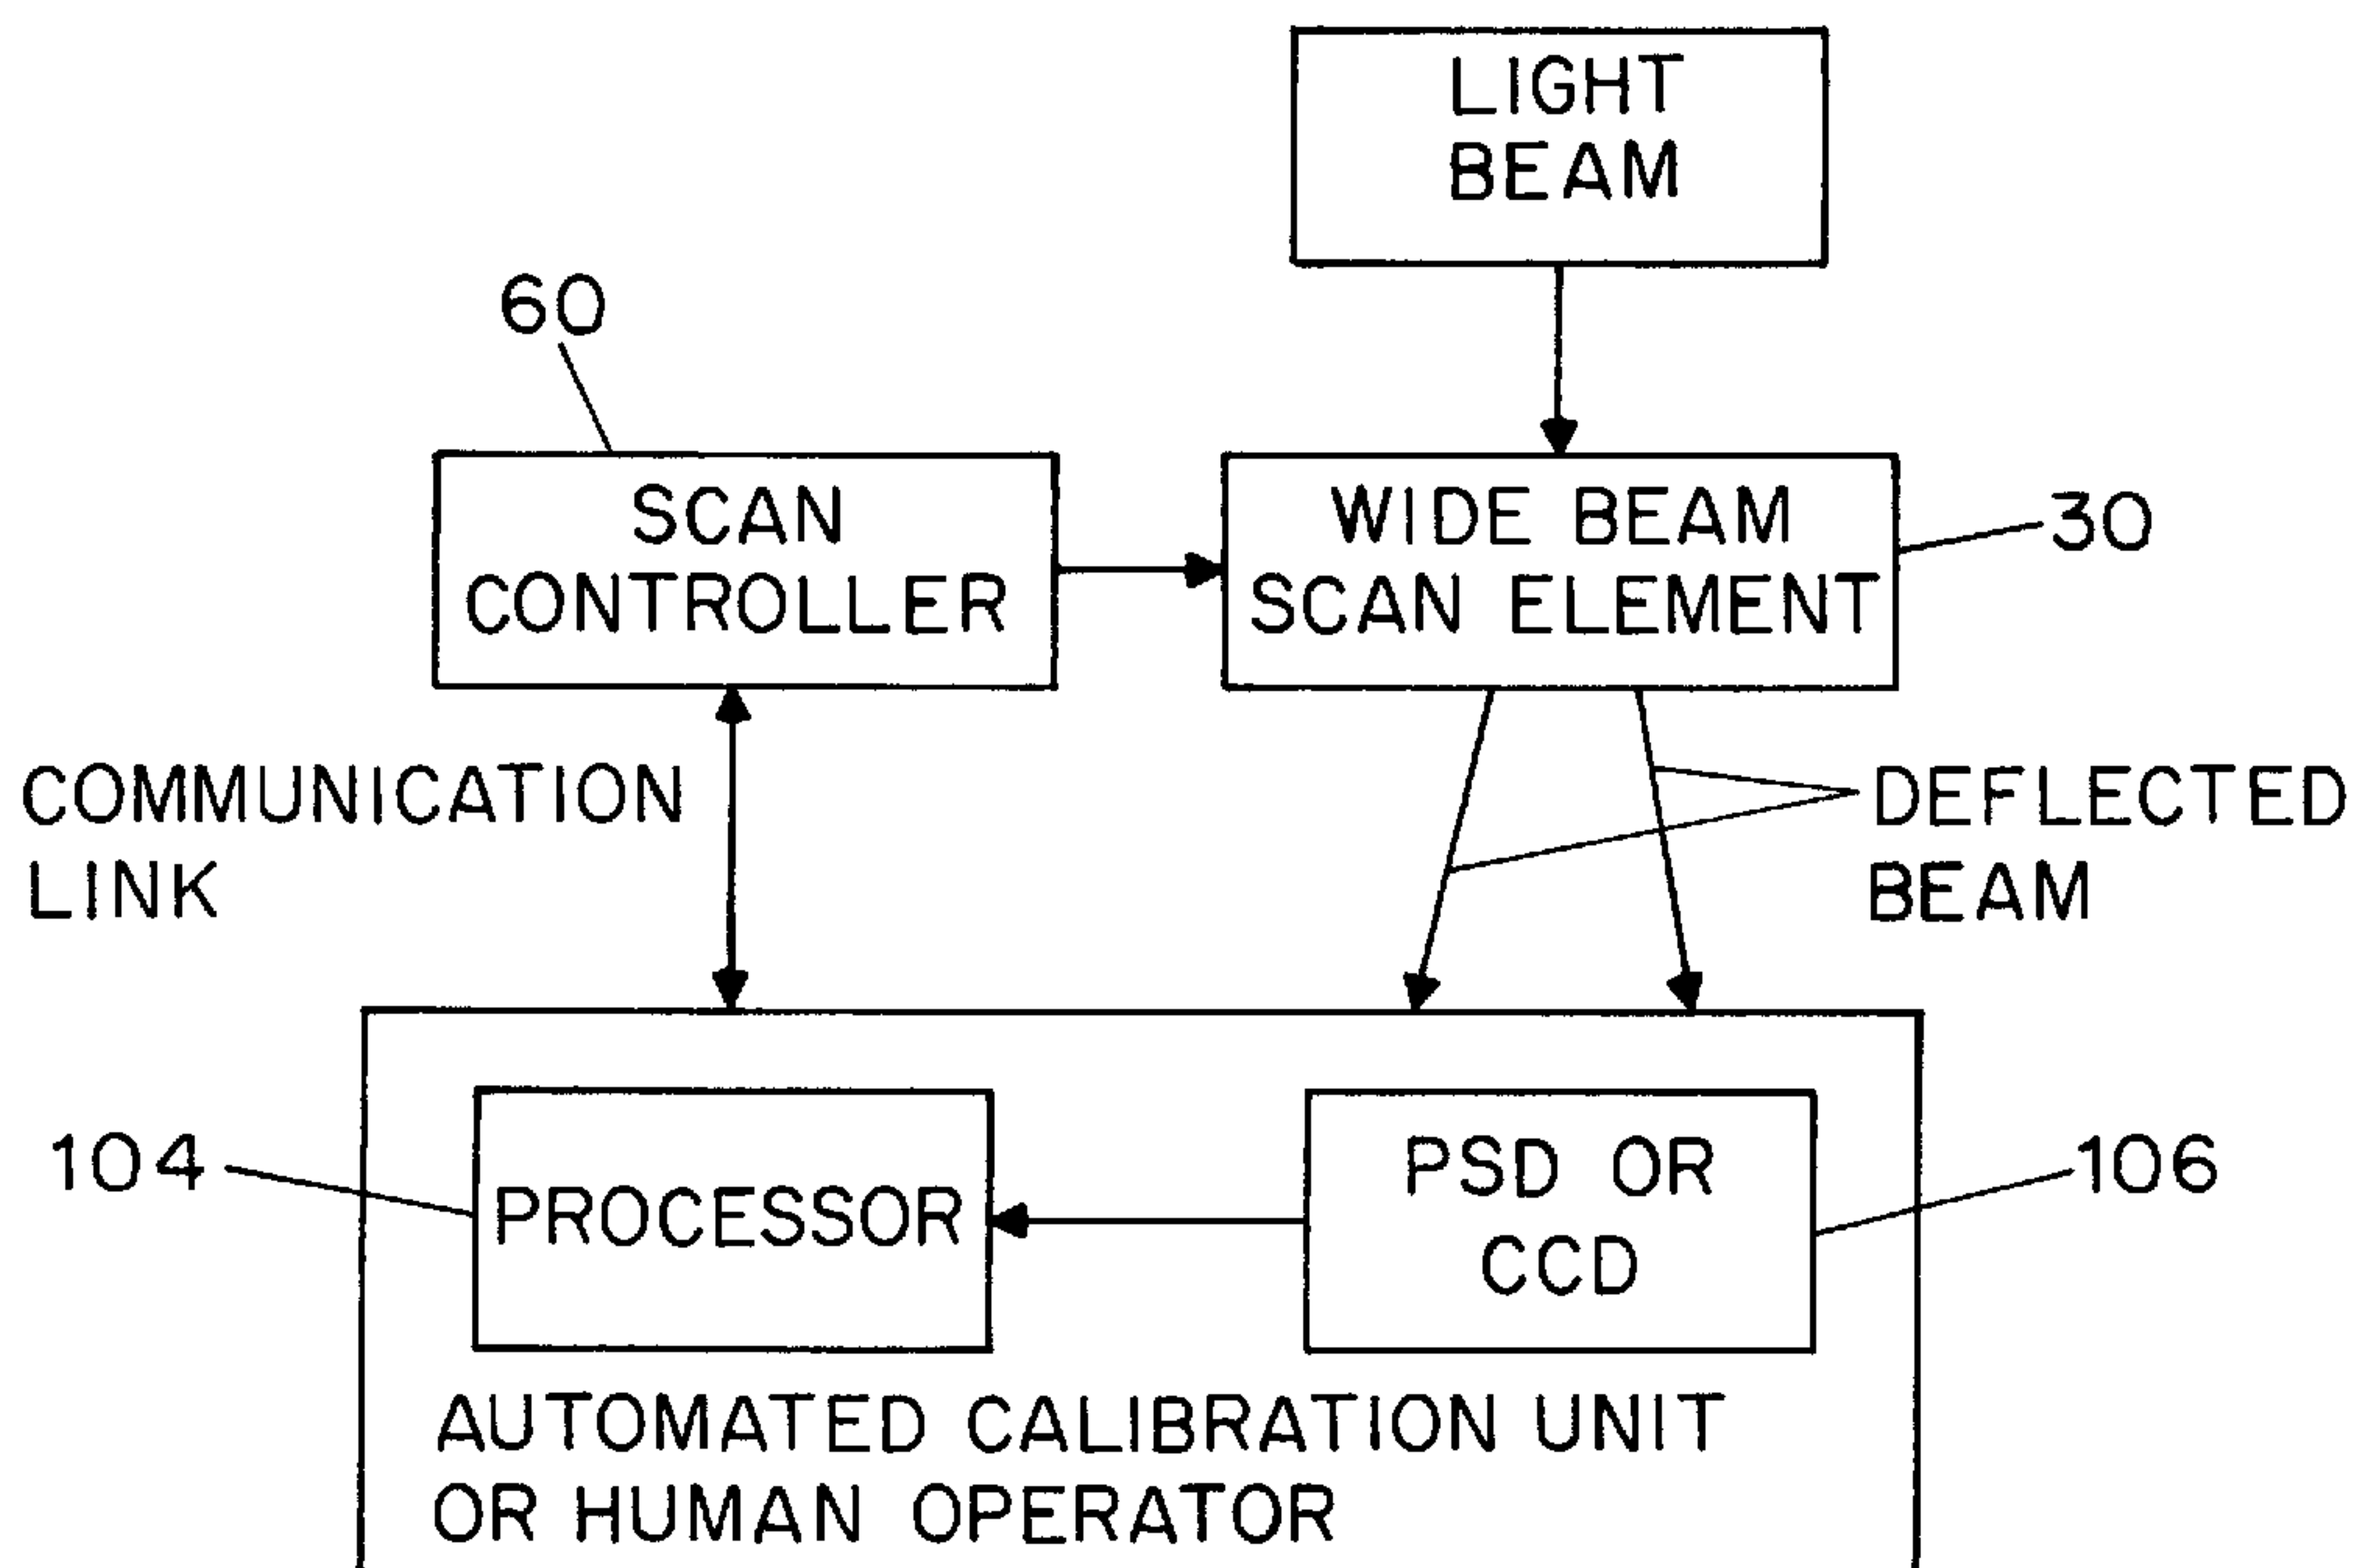 LIGHT
BEAM
60
SCAN
CONTROLLER
WIDE BEAM
SCAN ELEMENT
30
COMMUNICATION
LINK
DEFLECTED
BEAM
104
PROCESSOR
PSD OR
CCD
106
AUTOMATED CALIBRATION UNIT
OR HUMAN OPERATOR